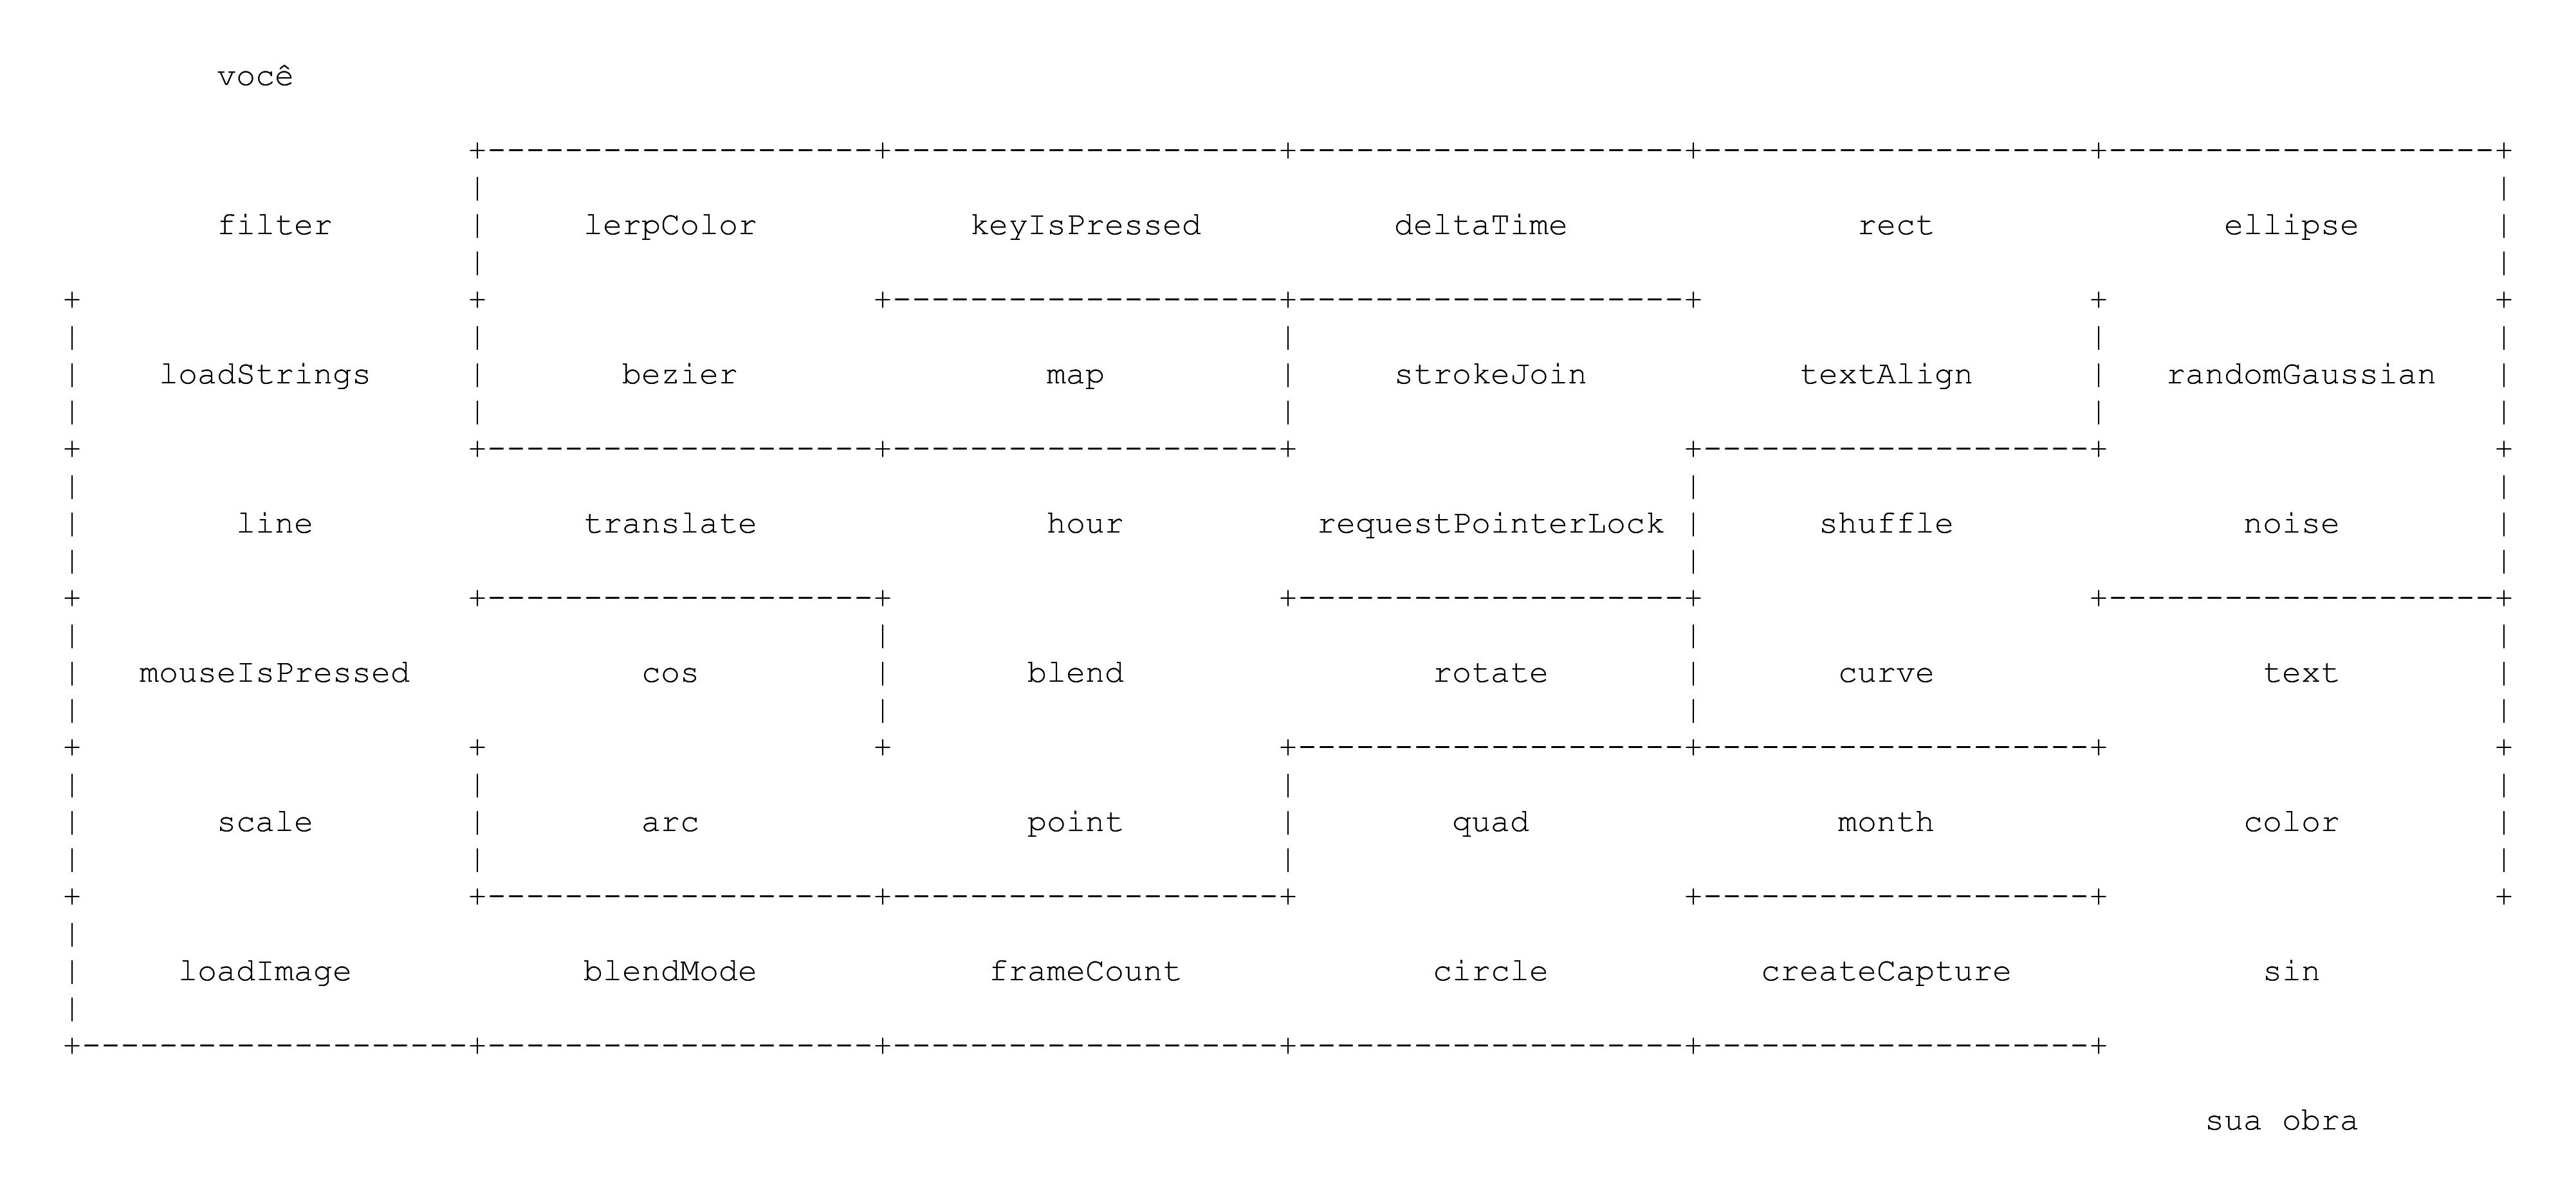 você
filter lerpColor keyIsPressed deltaTime rect ellipse
loadStrings bezier map strokeJoin textAlign randomGaussian
line translate hour requestPointerLock shuffle noise
mouseIsPressed cos blend rotate curve text
scale arc point quad month color
loadImage blendMode frameCount circle createCapture sin
sua obra